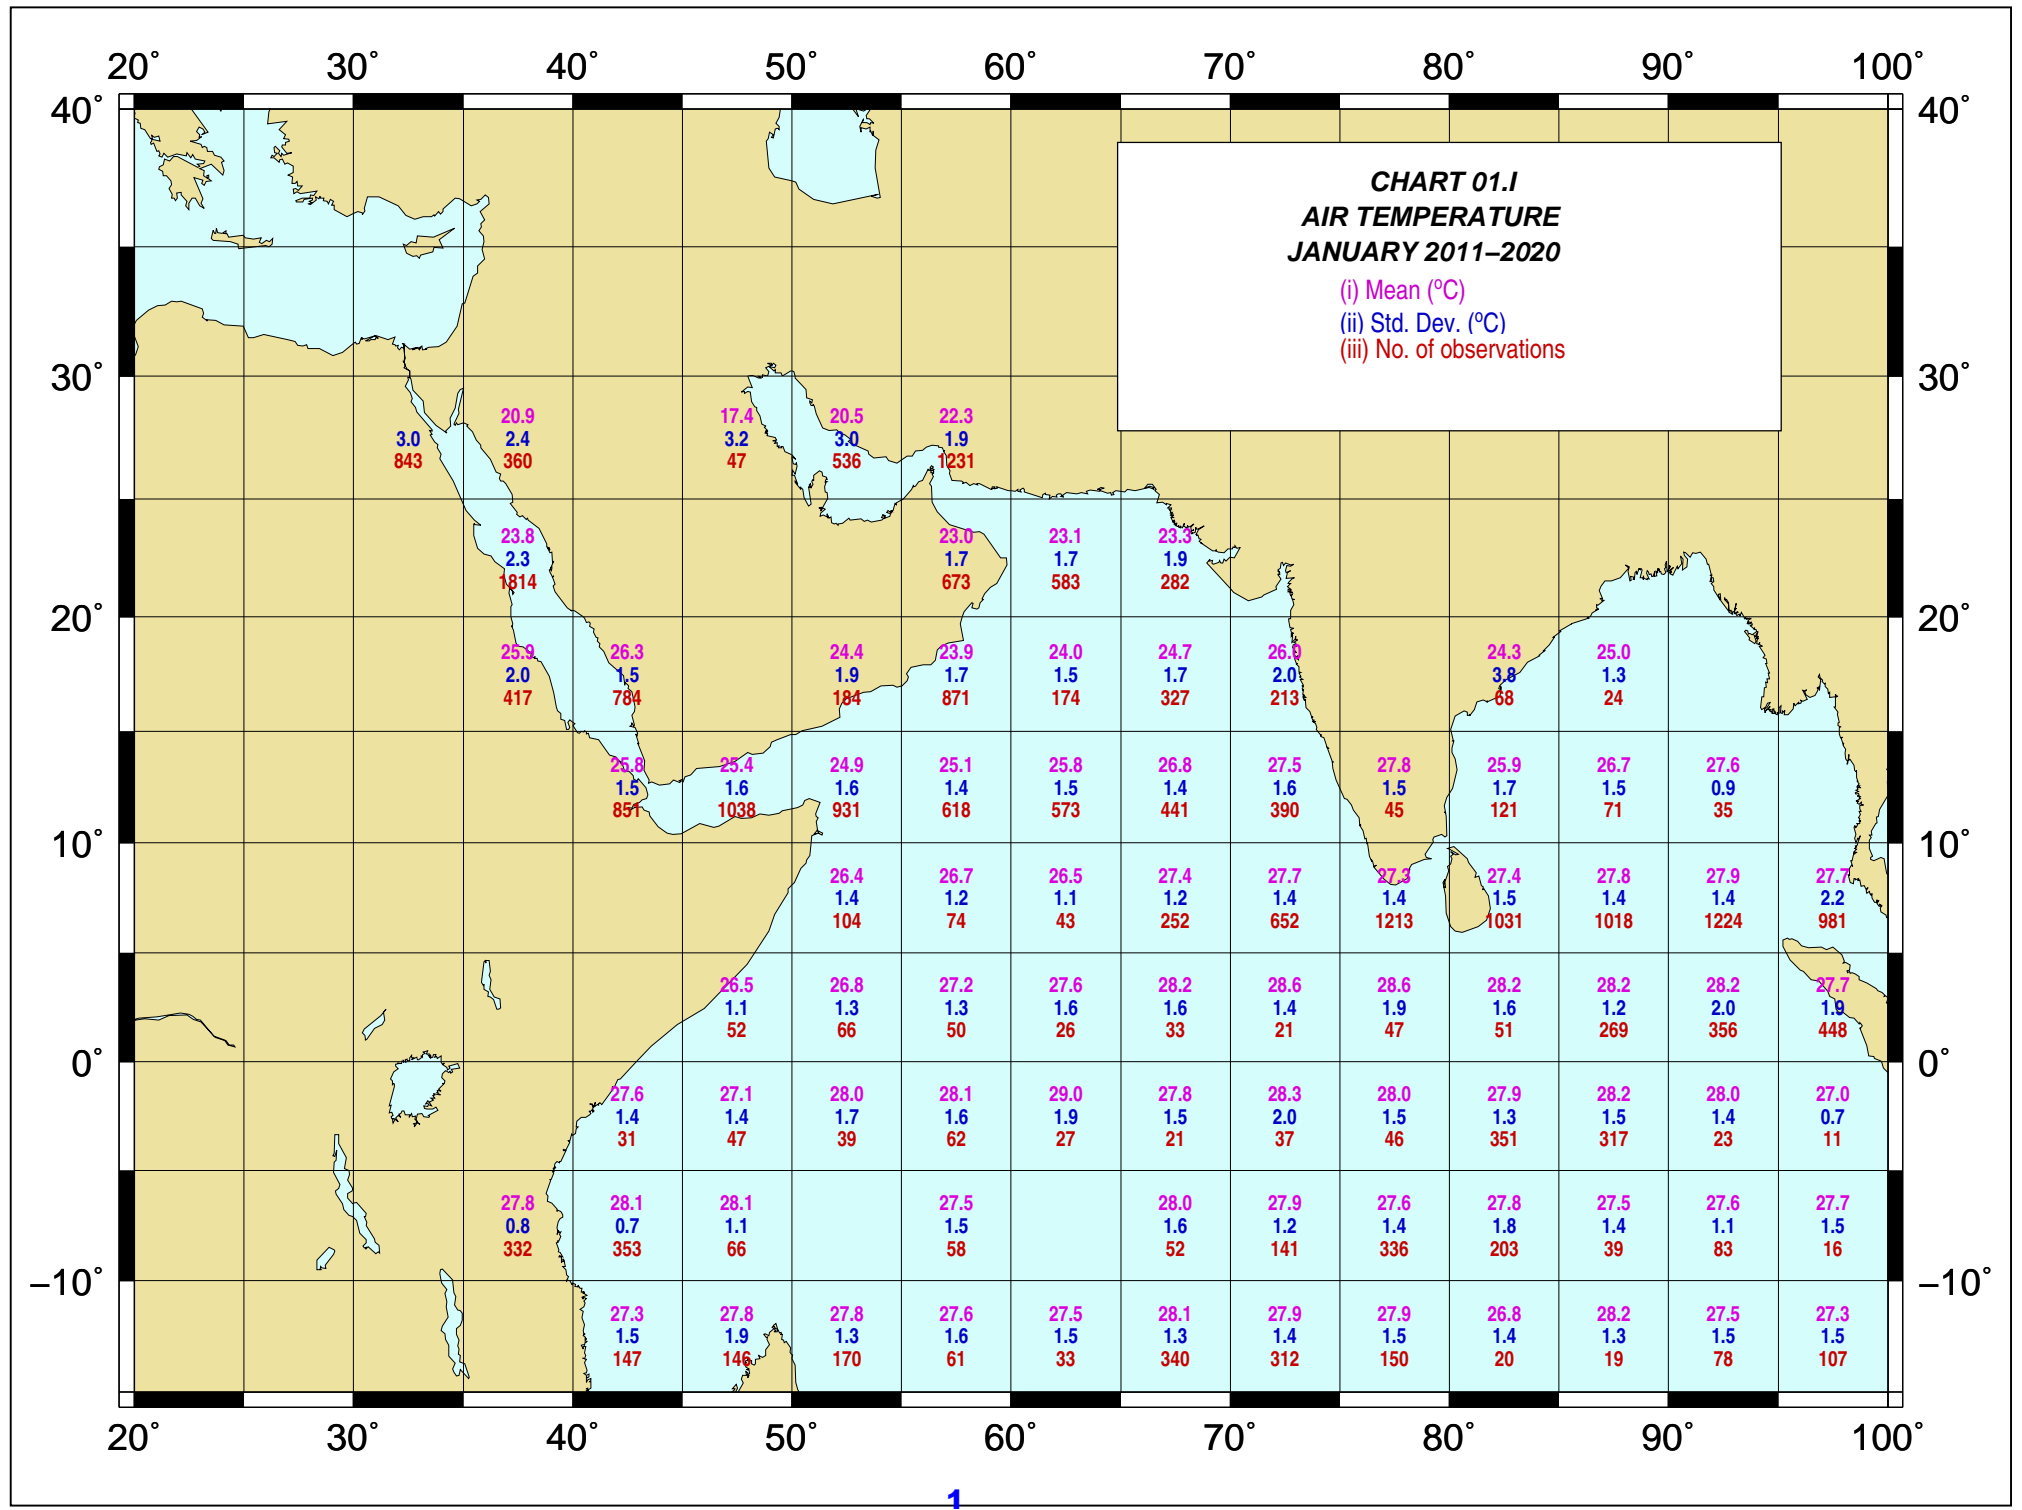 20° 30° 40° 50° 60° 70° 80° 90° 100°
40° 40°
CHART 01.I
AIR TEMPERATURE
JANUARY 2011–2020
(i) Mean (ºC)
(ii) Std. Dev. (ºC)
(iii) No. of observations
30° 30°
20.9 17.4 20.5 22.3
3.0 2.4 3.2 3.0 1.9
843 360 47 536 1231
23.8 23.0 23.1 23.3
2.3 1.7 1.7 1.9
1814 673 583 282
20° 20°
25.9 26.3 24.4 23.9 24.0 24.7 26.0 24.3 25.0
2.0 1.5 1.9 1.7 1.5 1.7 2.0 3.8 1.3
417 784 184 871 174 327 213 68 24
25.8 25.4 24.9 25.1 25.8 26.8 27.5 27.8 25.9 26.7 27.6
1.5 1.6 1.6 1.4 1.5 1.4 1.6 1.5 1.7 1.5 0.9
851 1038 931 618 573 441 390 45 121 71 35
10° 10°
26.4 26.7 26.5 27.4 27.7 27.3 27.4 27.8 27.9 27.7
1.4 1.2 1.1 1.2 1.4 1.4 1.5 1.4 1.4 2.2
104 74 43 252 652 1213 1031 1018 1224 981
26.5 26.8 27.2 27.6 28.2 28.6 28.6 28.2 28.2 28.2 27.7
1.1 1.3 1.3 1.6 1.6 1.4 1.9 1.6 1.2 2.0 1.9
52 66 50 26 33 21 47 51 269 356 448
0° 0°
27.6 27.1 28.0 28.1 29.0 27.8 28.3 28.0 27.9 28.2 28.0 27.0
1.4 1.4 1.7 1.6 1.9 1.5 2.0 1.5 1.3 1.5 1.4 0.7
31 47 39 62 27 21 37 46 351 317 23 11
27.8 28.1 28.1 27.5 28.0 27.9 27.6 27.8 27.5 27.6 27.7
0.8 0.7 1.1 1.5 1.6 1.2 1.4 1.8 1.4 1.1 1.5
332 353 66 58 52 141 336 203 39 83 16
–10° –10°
27.3 27.8 27.8 27.6 27.5 28.1 27.9 27.9 26.8 28.2 27.5 27.3
1.5 1.9 1.3 1.6 1.5 1.3 1.4 1.5 1.4 1.3 1.5 1.5
147 146 170 61 33 340 312 150 20 19 78 107
20° 30° 40° 50° 60° 70° 80° 90° 100°
1